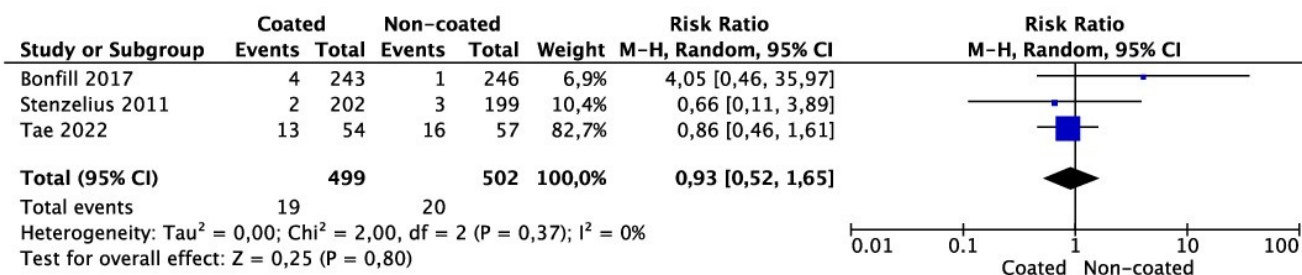 Coated Non-coated Risk Ratio Risk Ratio
Study or Subgroup Events Total Events Total Weight M-H, Random, 95% CI M-H, Random, 95% CI
Bonfill 2017 4 243 1 246 6,9% 4,05 [0,46, 35,97]
Stenzelius 2011 2 202 3 199 10,4% 0,66 [0,11, 3,89]
Tae 2022 13 54 16 57 82,7% 0,86 [0,46, 1,61]
Total (95% CI) 499 502 100,0% 0,93 [0,52, 1,65]
Total events 19 20
Heterogeneity: Tau² = 0,00; Chi² = 2,00, df = 2 (P = 0,37); I² = 0%
Test for overall effect: Z = 0,25 (P = 0,80)
0.01 0.1 1 10 100
Coated Non-coated